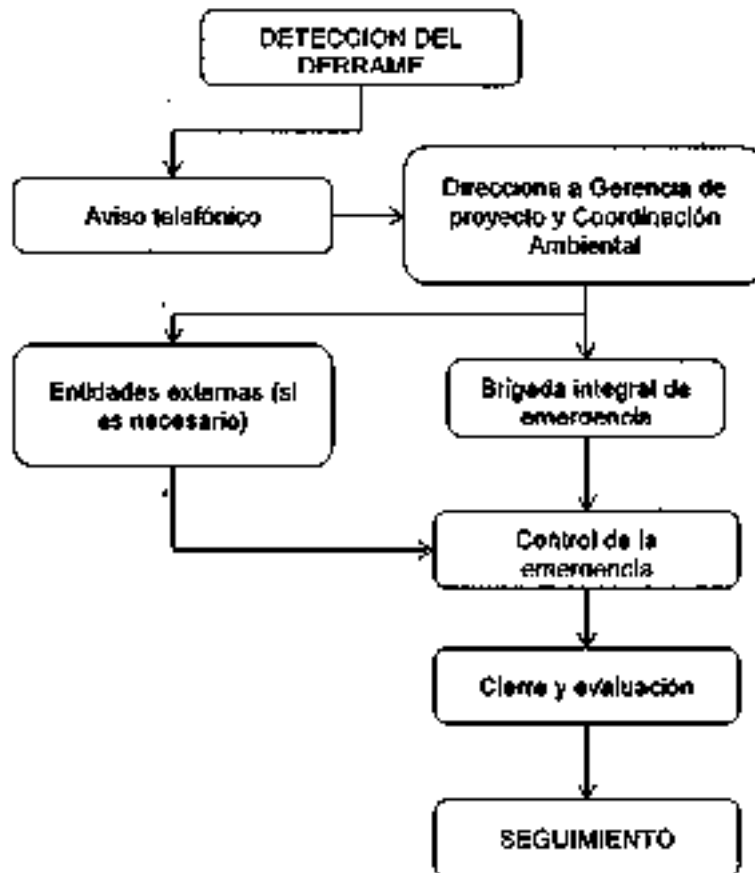 DETECCION DEL
DERRAME
Aviso telefónico
Direcciona a Gerencia de
proyecto y Coordinación
Ambiental
Entidades externas (si
es necesario)
Brigada integral de
emergencia
Control de la
emergencia
Cierre y evaluación
SEGUIMIENTO